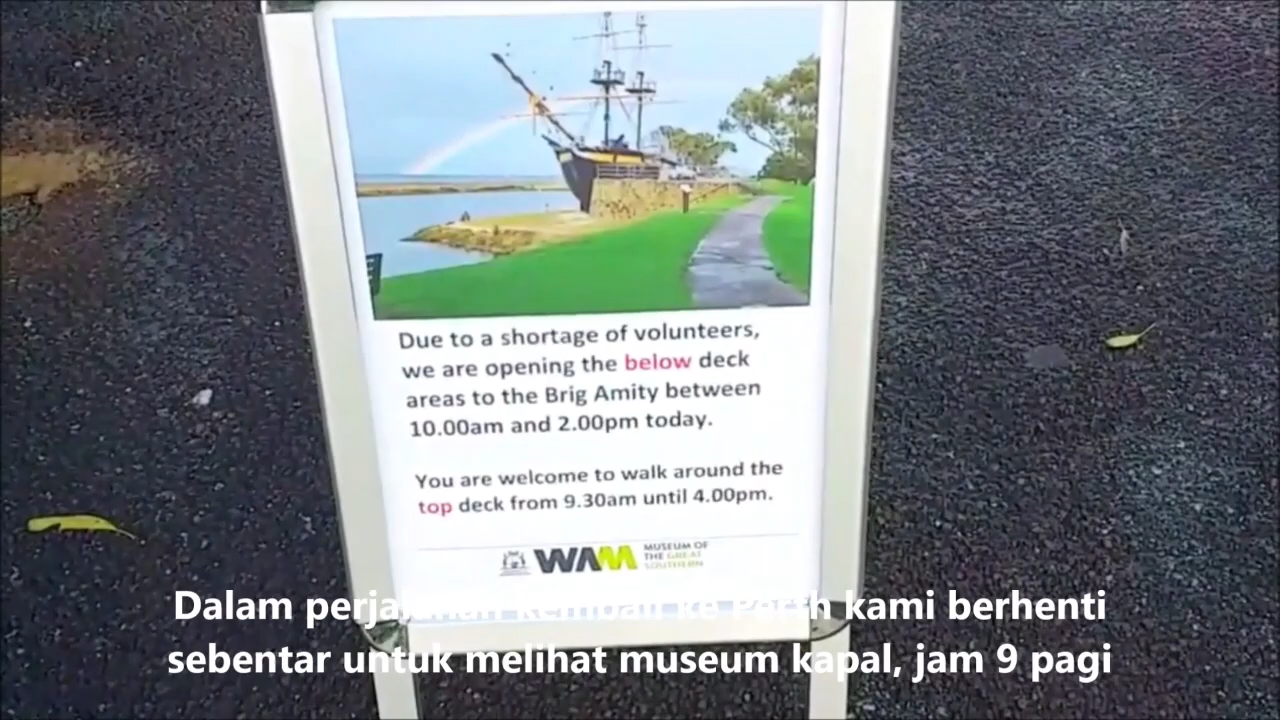 Due to a shortage of volunteers,
we are opening the below deck
areas to the Brig Amity between
10.00am and 2.00pm today.
You are welcome to walk around the
top deck from 9.30am until 4.00pm.
WAM
MUSEUM OF
THE GREAT
SOUTHERN
Dalam perjalanan kembali ke Perth kami berhenti
sebentar untuk melihat museum kapal, jam 9 pagi